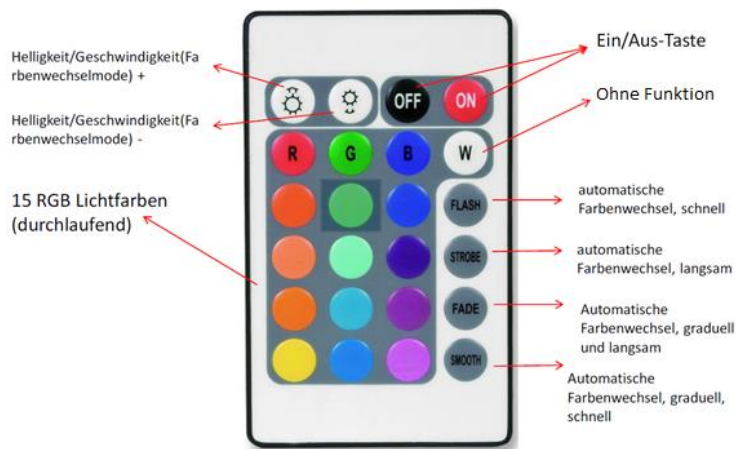 Helligkeit/Geschwindigkeit(Fa
rbenwechselmode) +
Helligkeit/Geschwindigkeit(Fa
rbenwechselmode) -
15 RGB Lichtfarben
(durchlaufend)
OFF
ON
R
G
B
W
FLASH
STROBE
FADE
SMOOTH
Ein/Aus-Taste
Ohne Funktion
automatische
Farbenwechsel, schnell
automatische
Farbenwechsel, langsam
Automatische
Farbenwechsel, graduell
und langsam
Automatische
Farbenwechsel, graduell,
schnell